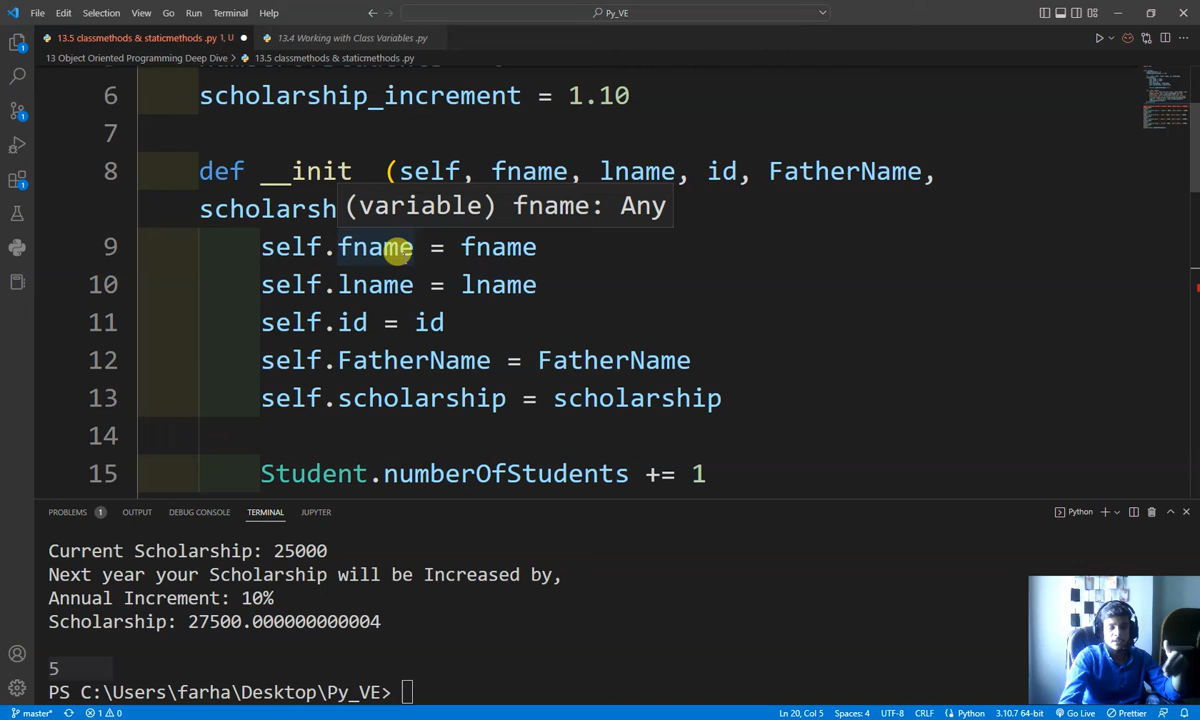 File Edit Selection View Go Run Terminal Help
Py_VE
13.5 classmethods & staticmethods .py 1, U
13.4 Working with Class Variables .py
13 Object Oriented Programming Deep Dive > 13.5 classmethods & staticmethods .py
6 scholarship_increment = 1.10
7
8 def __init (self, fname, lname, id, FatherName,
scholarsh
(variable) fname: Any
9 self.fname = fname
10 self.lname = lname
11 self.id = id
12 self.FatherName = FatherName
13 self.scholarship = scholarship
14
15 Student.numberOfStudents += 1
PROBLEMS 1 OUTPUT DEBUG CONSOLE TERMINAL JUPYTER
Python
Current Scholarship: 25000
Next year your Scholarship will be Increased by,
Annual Increment: 10%
Scholarship: 27500.000000000004
5
PS C:\Users\farha\Desktop\Py_VE>
master* 1 0 Ln 20, Col 5 Spaces: 4 UTF-8 CRLF Python 3.10.7 64-bit Go Live Prettier